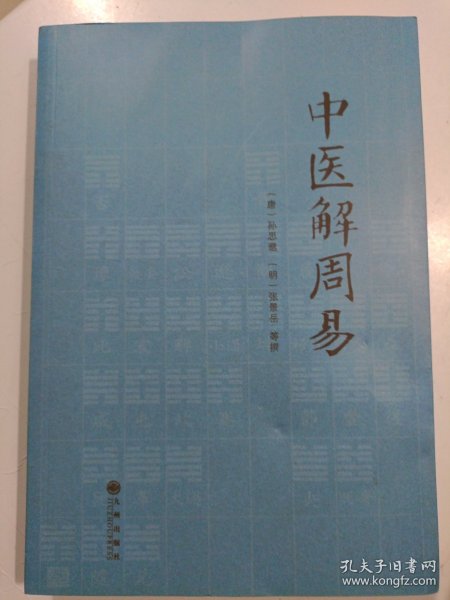 中医解周易
（唐）孙思邈 （明）张景岳 等撰
九州出版社
JIUZHOUPRESS
孔夫子旧书网
www.kongfz.com